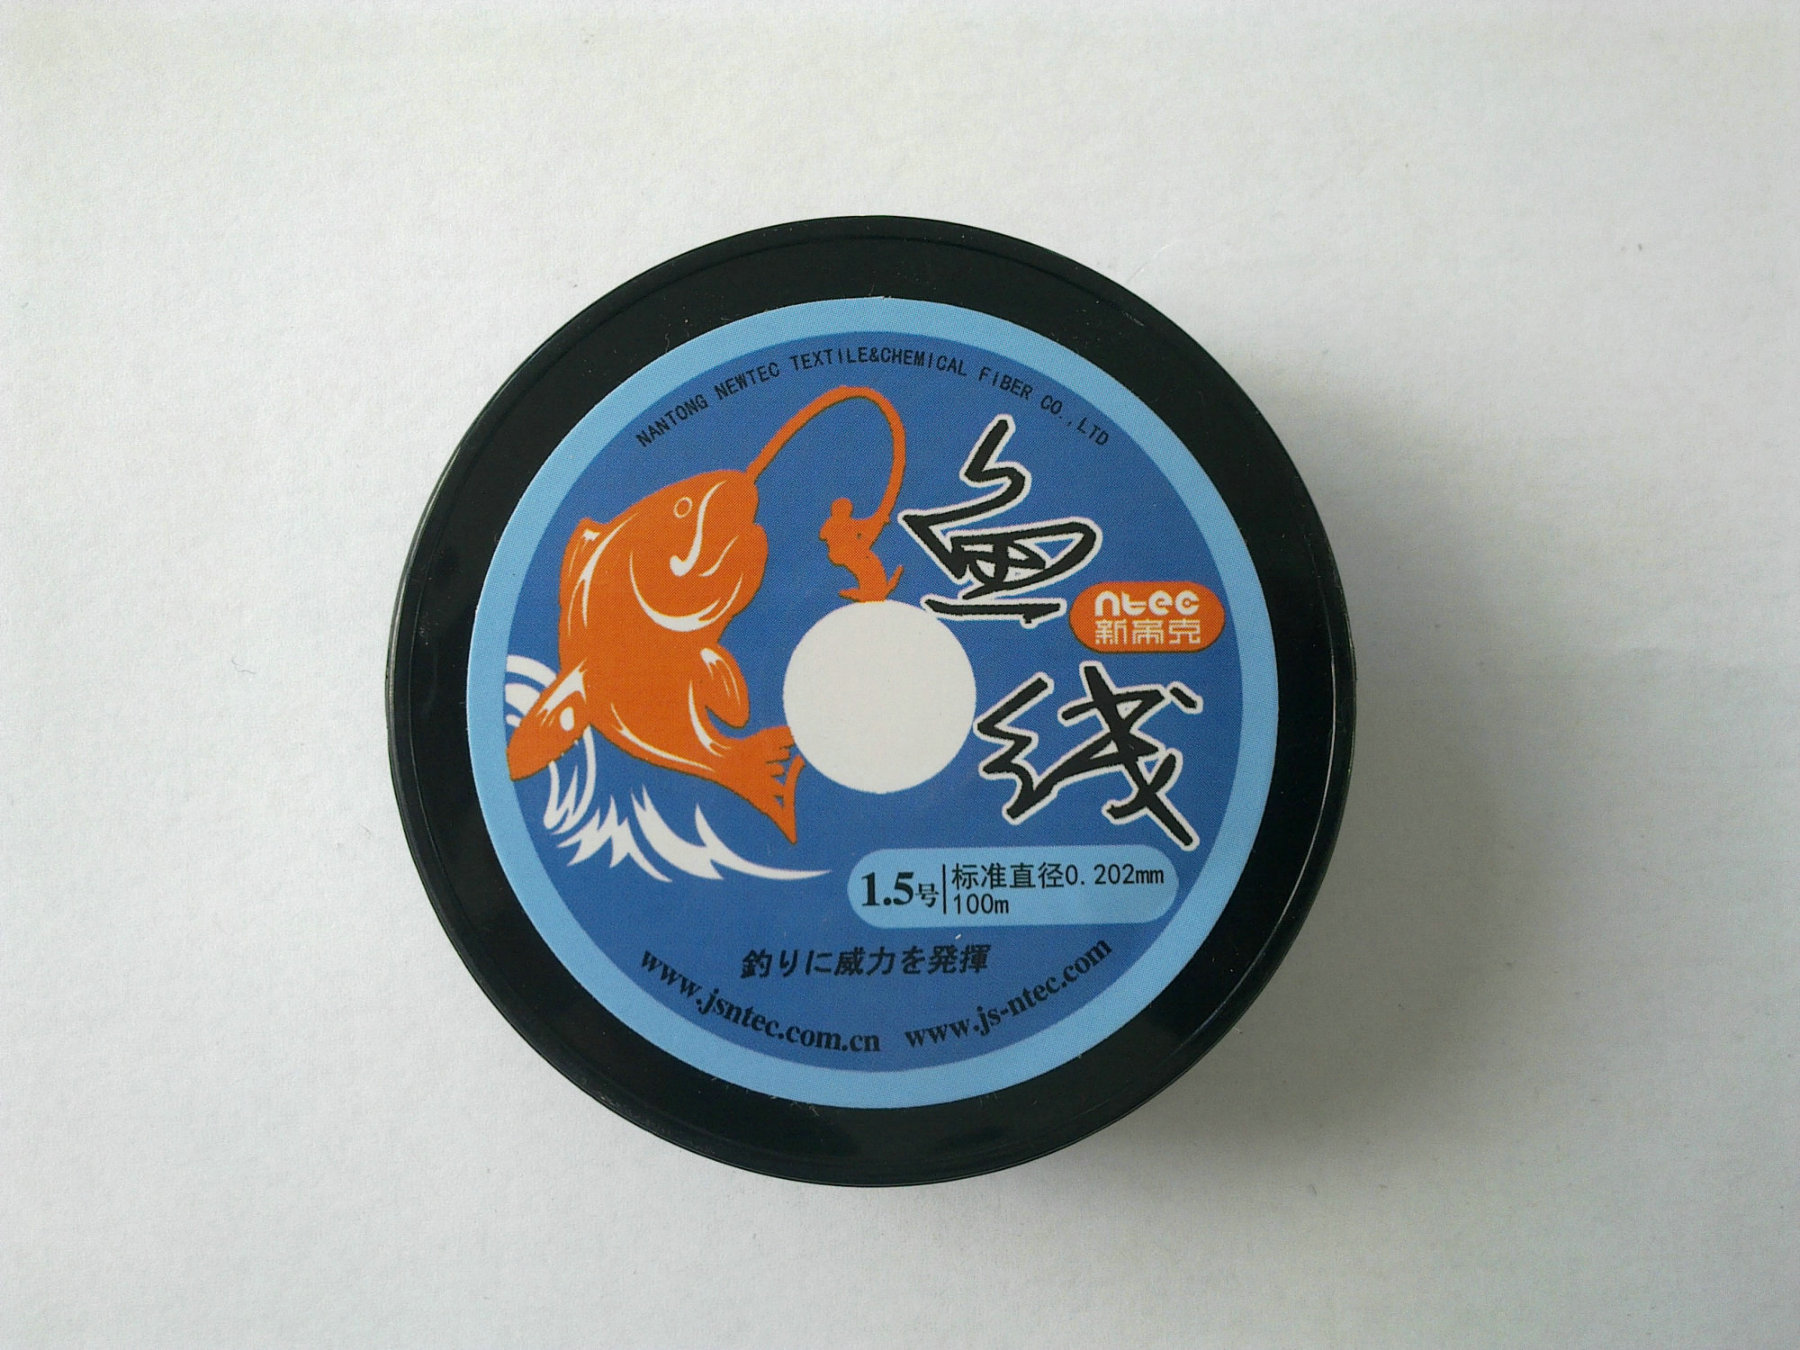 NANTONG NEWTEC TEXTILE&CHEMICAL FIBER CO.,LTD
鱼线
ntec
新帝克
1.5号
标准直径0.202mm
100m
釣りに威力を発揮
www.jsntec.com.cn www.js-ntec.com